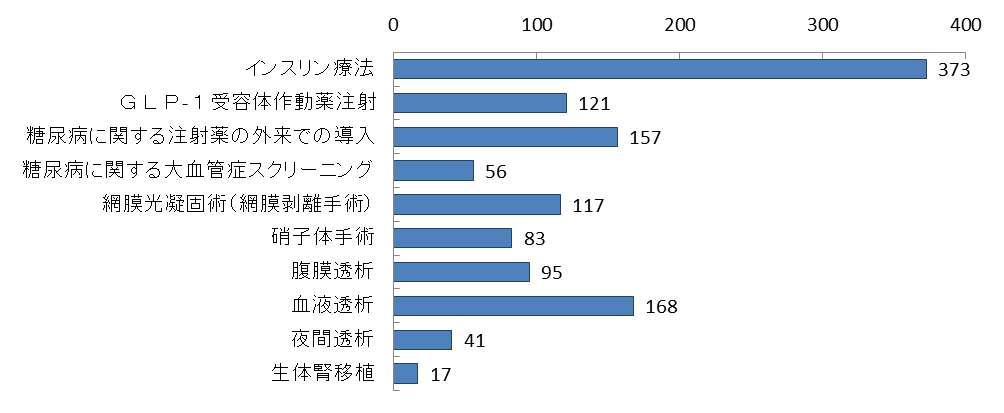 0 100 200 300 400
インスリン療法 373
ＧＬＰ-１受容体作動薬注射 121
糖尿病に関する注射薬の外来での導入 157
糖尿病に関する大血管症スクリーニング 56
網膜光凝固術（網膜剥離手術） 117
硝子体手術 83
腹膜透析 95
血液透析 168
夜間透析 41
生体腎移植 17